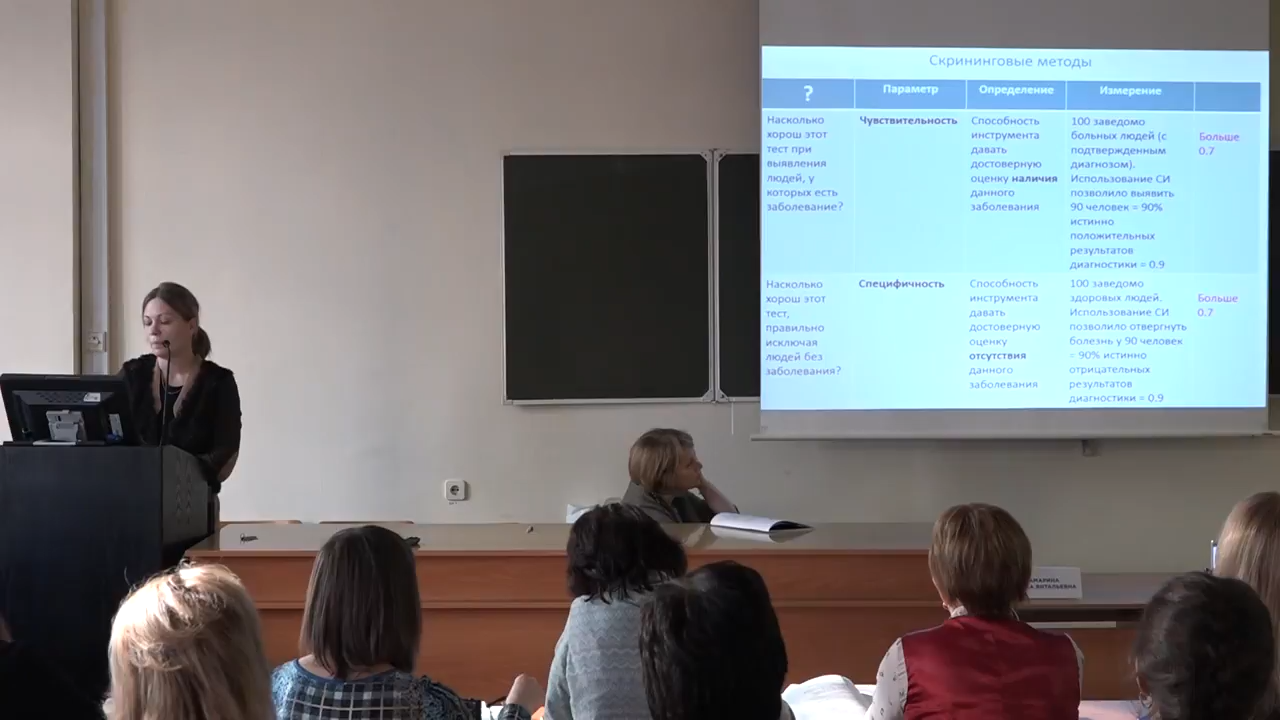 Скрининговые методы
?
Параметр
Определение
Измерение
Насколько
хорош этот
тест при
выявления
людей, у
которых есть
заболевание?
Чувствительность
Способность
инструмента
давать
достоверную
оценку наличия
данного
заболевания
100 заведомо
больных людей (с
подтвержденным
диагнозом).
Использование СИ
позволило выявить
90 человек = 90%
истинно
положительных
результатов
диагностики = 0.9
Больше
0.7
Насколько
хорош этот
тест,
правильно
исключая
людей без
заболевания?
Специфичность
Способность
инструмента
давать
достоверную
оценку
отсутствия
данного
заболевания
100 заведомо
здоровых людей.
Использование СИ
позволило отвергнуть
болезнь у 90 человек
= 90% истинно
отрицательных
результатов
диагностики = 0.9
Больше
0.7
ВИТАЛЬЕВНА